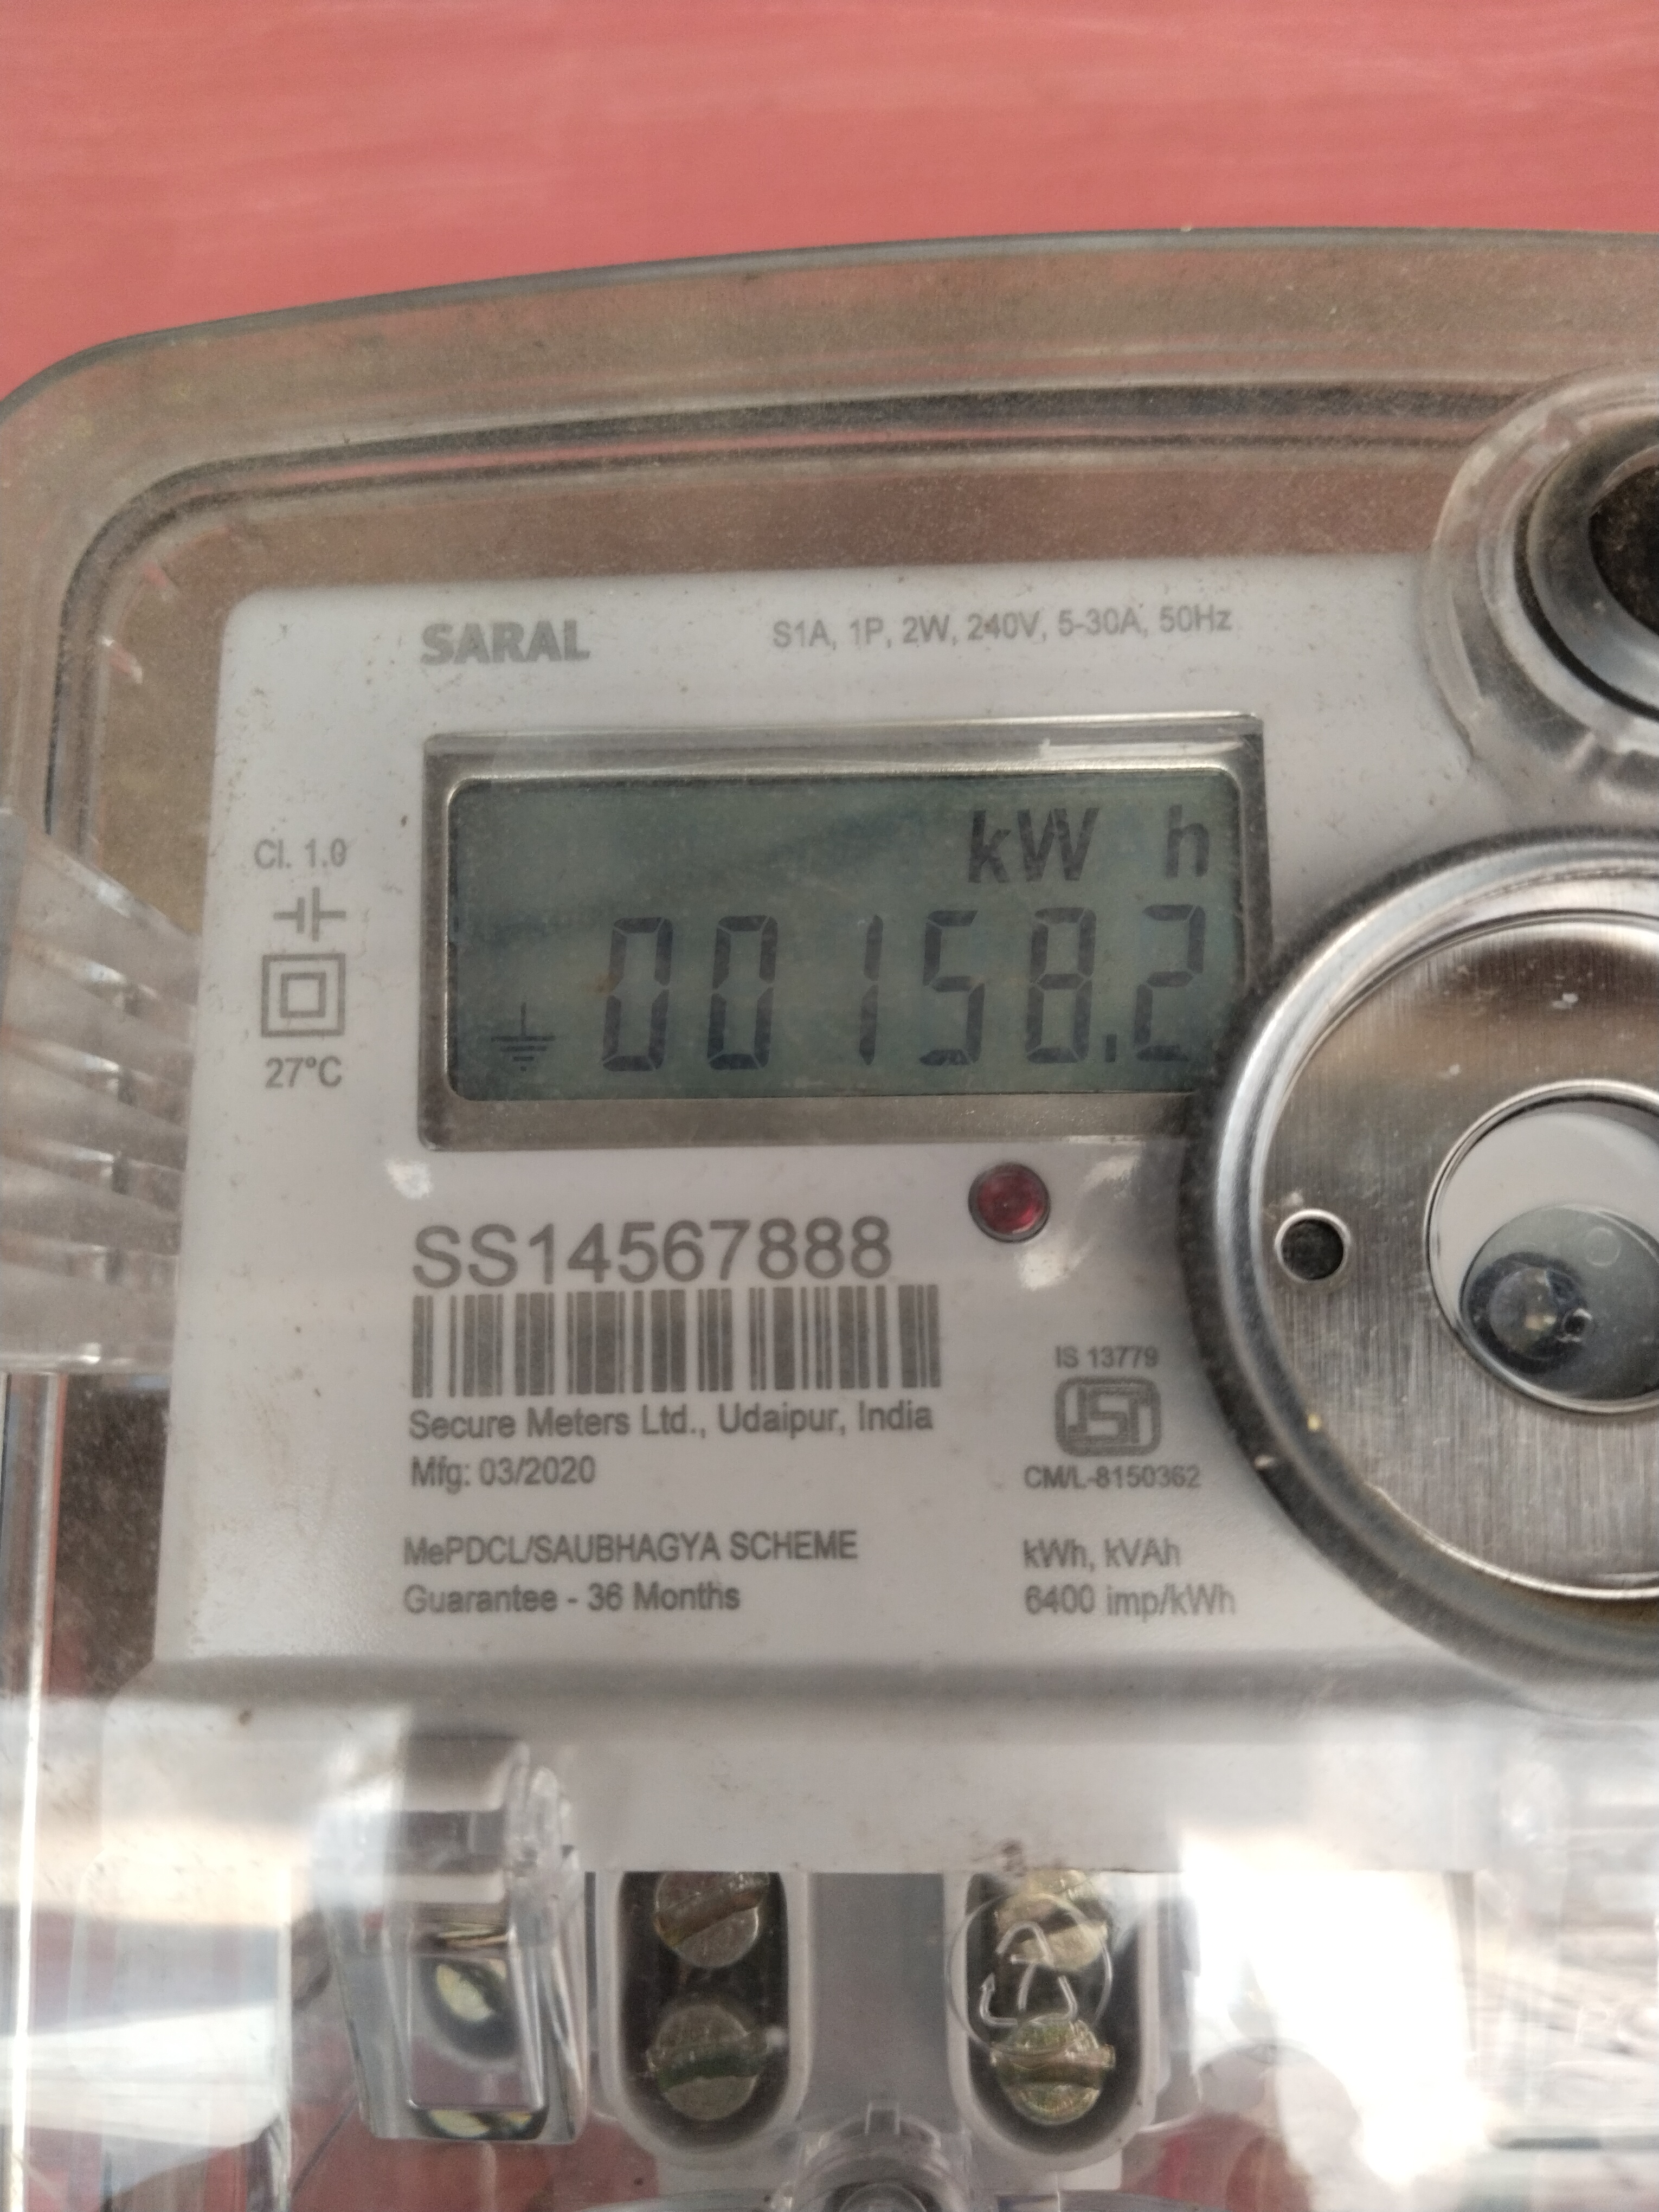 SARAL
S1A, 1P, 2W, 240V, 5-30A, 50Hz
kW h
00158.2
Cl. 1.0
27°C
SS14567888
Secure Meters Ltd., Udaipur, India
Mfg: 03/2020
IS 13779
ISI
CM/L-8150362
MePDCL/SAUBHAGYA SCHEME
Guarantee - 36 Months
kWh, kVAh
6400 imp/kWh